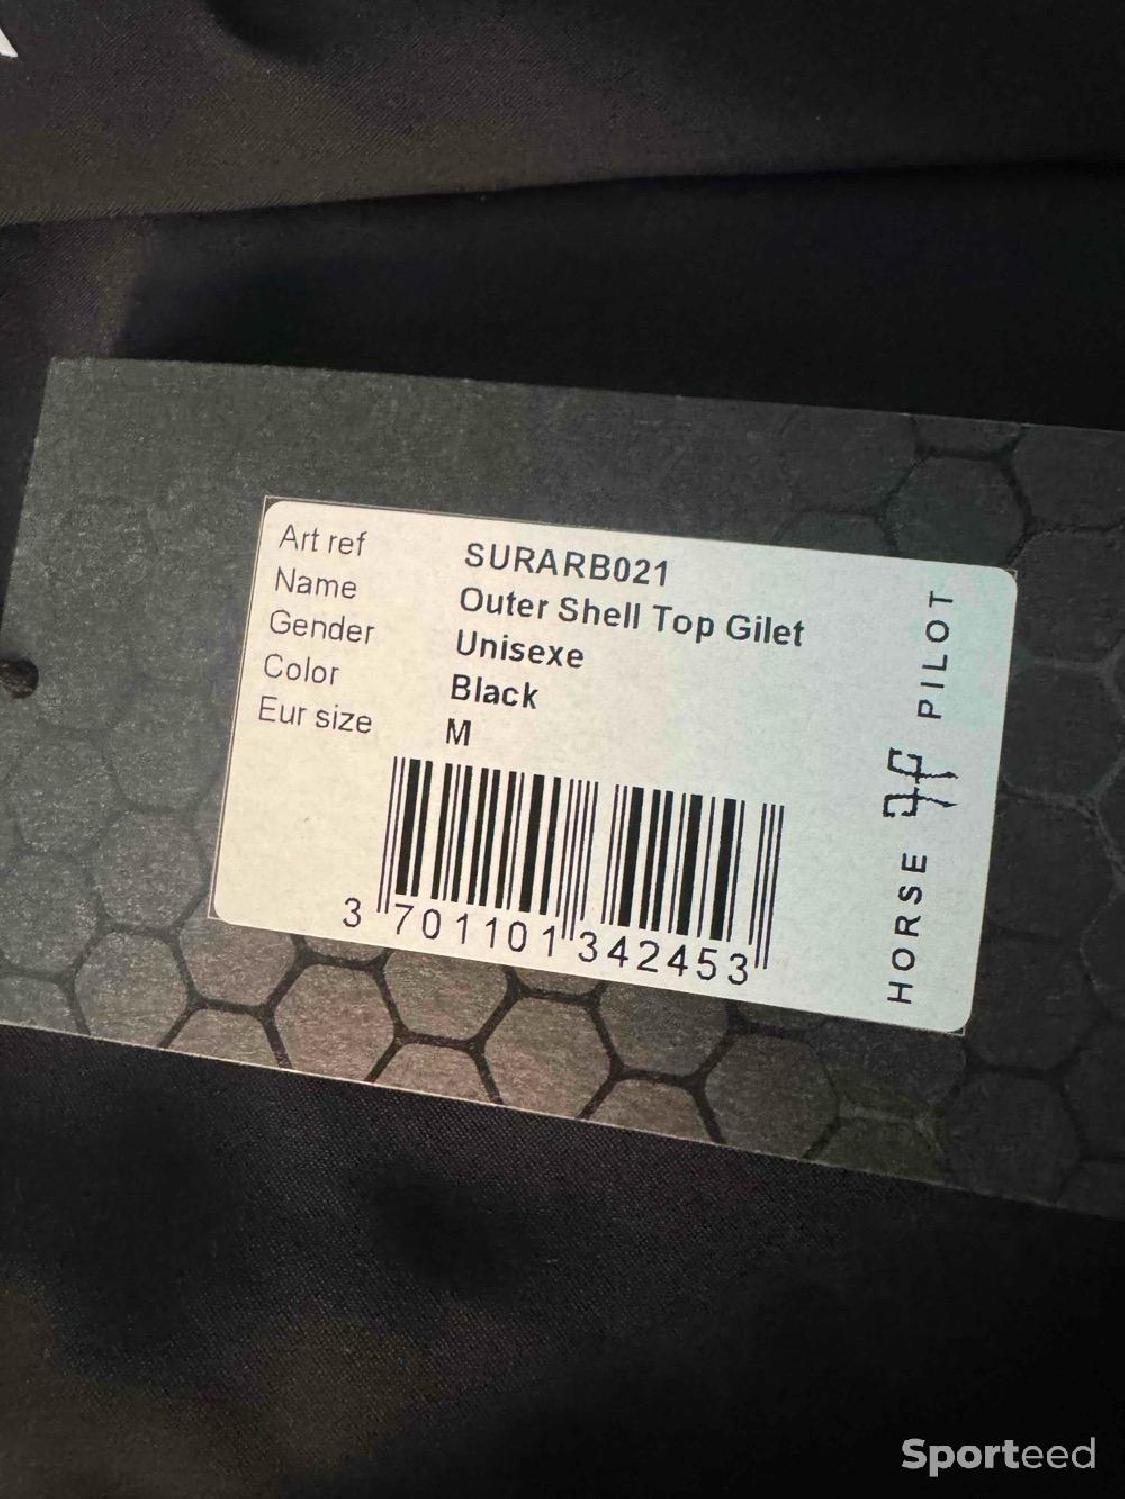 Art ref SURARB021
Name Outer Shell Top Gilet
Gender Unisexe
Color Black
Eur size M
3 701101 342453
HORSE PILOT
Sporteed